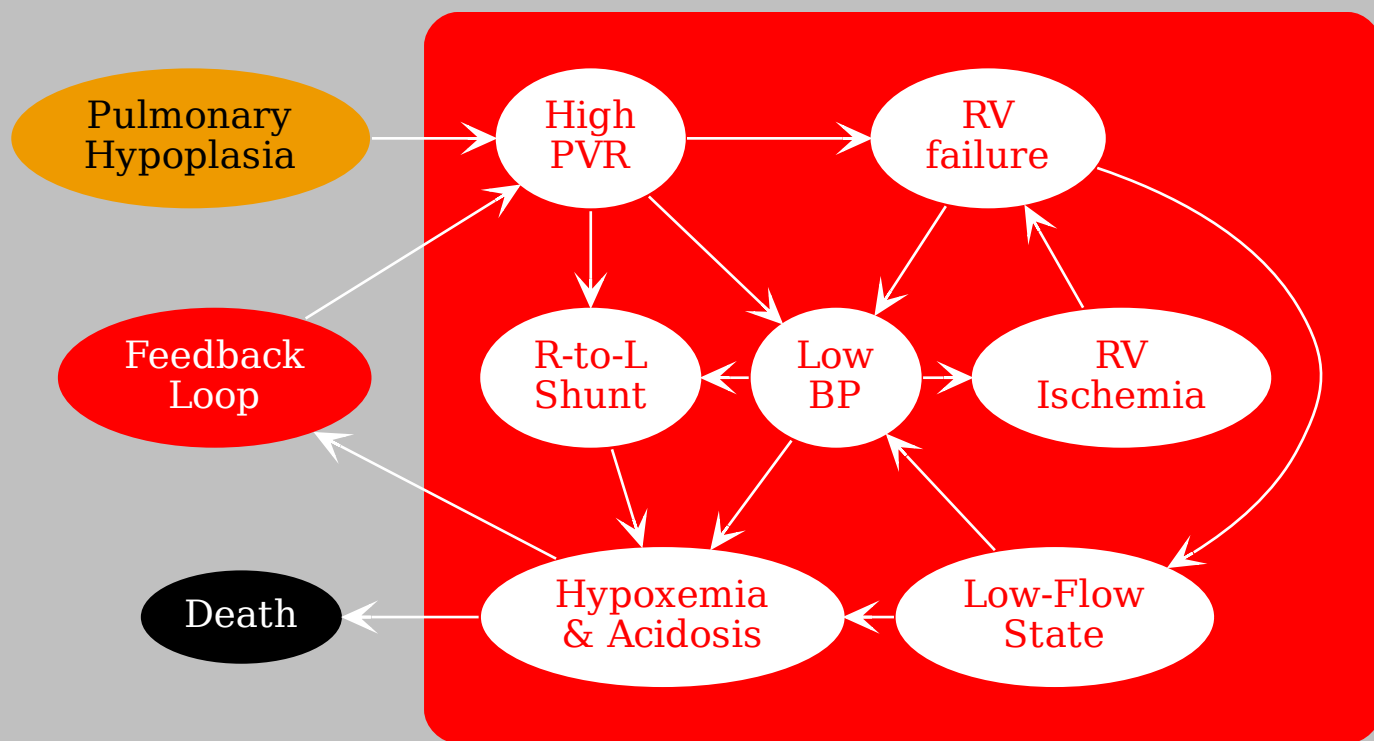 Pulmonary
Hypoplasia
High
PVR
RV
failure
Feedback
Loop
R-to-L
Shunt
Low
BP
RV
Ischemia
Death
Hypoxemia
& Acidosis
Low-Flow
State